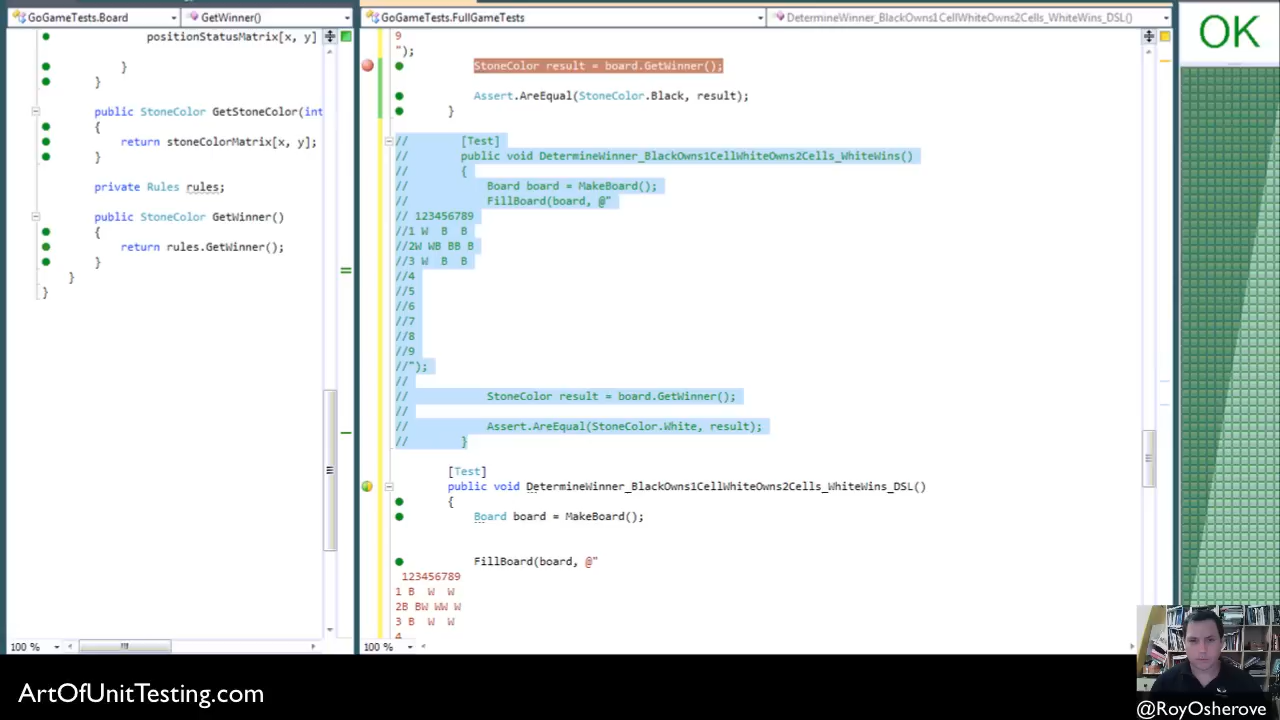 GoGameTests.Board
GetWinner()
positionStatusMatrix[x, y]
}
}
public StoneColor GetStoneColor(int
{
return stoneColorMatrix[x, y];
}
private Rules rules;
public StoneColor GetWinner()
{
return rules.GetWinner();
}
}
}
100 %
GoGameTests.FullGameTests
DetermineWinner_BlackOwns1CellWhiteOwns2Cells_WhiteWins_DSL()
9
");
StoneColor result = board.GetWinner();
Assert.AreEqual(StoneColor.Black, result);
}
// [Test]
// public void DetermineWinner_BlackOwns1CellWhiteOwns2Cells_WhiteWins()
// {
// Board board = MakeBoard();
// FillBoard(board, @"
// 123456789
//1 W  B  B
//2W WB BB B
//3 W  B  B
//4
//5
//6
//7
//8
//9
//");
//
// StoneColor result = board.GetWinner();
//
// Assert.AreEqual(StoneColor.White, result);
// }
[Test]
public void DetermineWinner_BlackOwns1CellWhiteOwns2Cells_WhiteWins_DSL()
{
Board board = MakeBoard();
FillBoard(board, @"
123456789
1 B  W  W
2B BW WW W
3 B  W  W
4
100 %
OK
ArtOfUnitTesting.com
@RoyOsherove